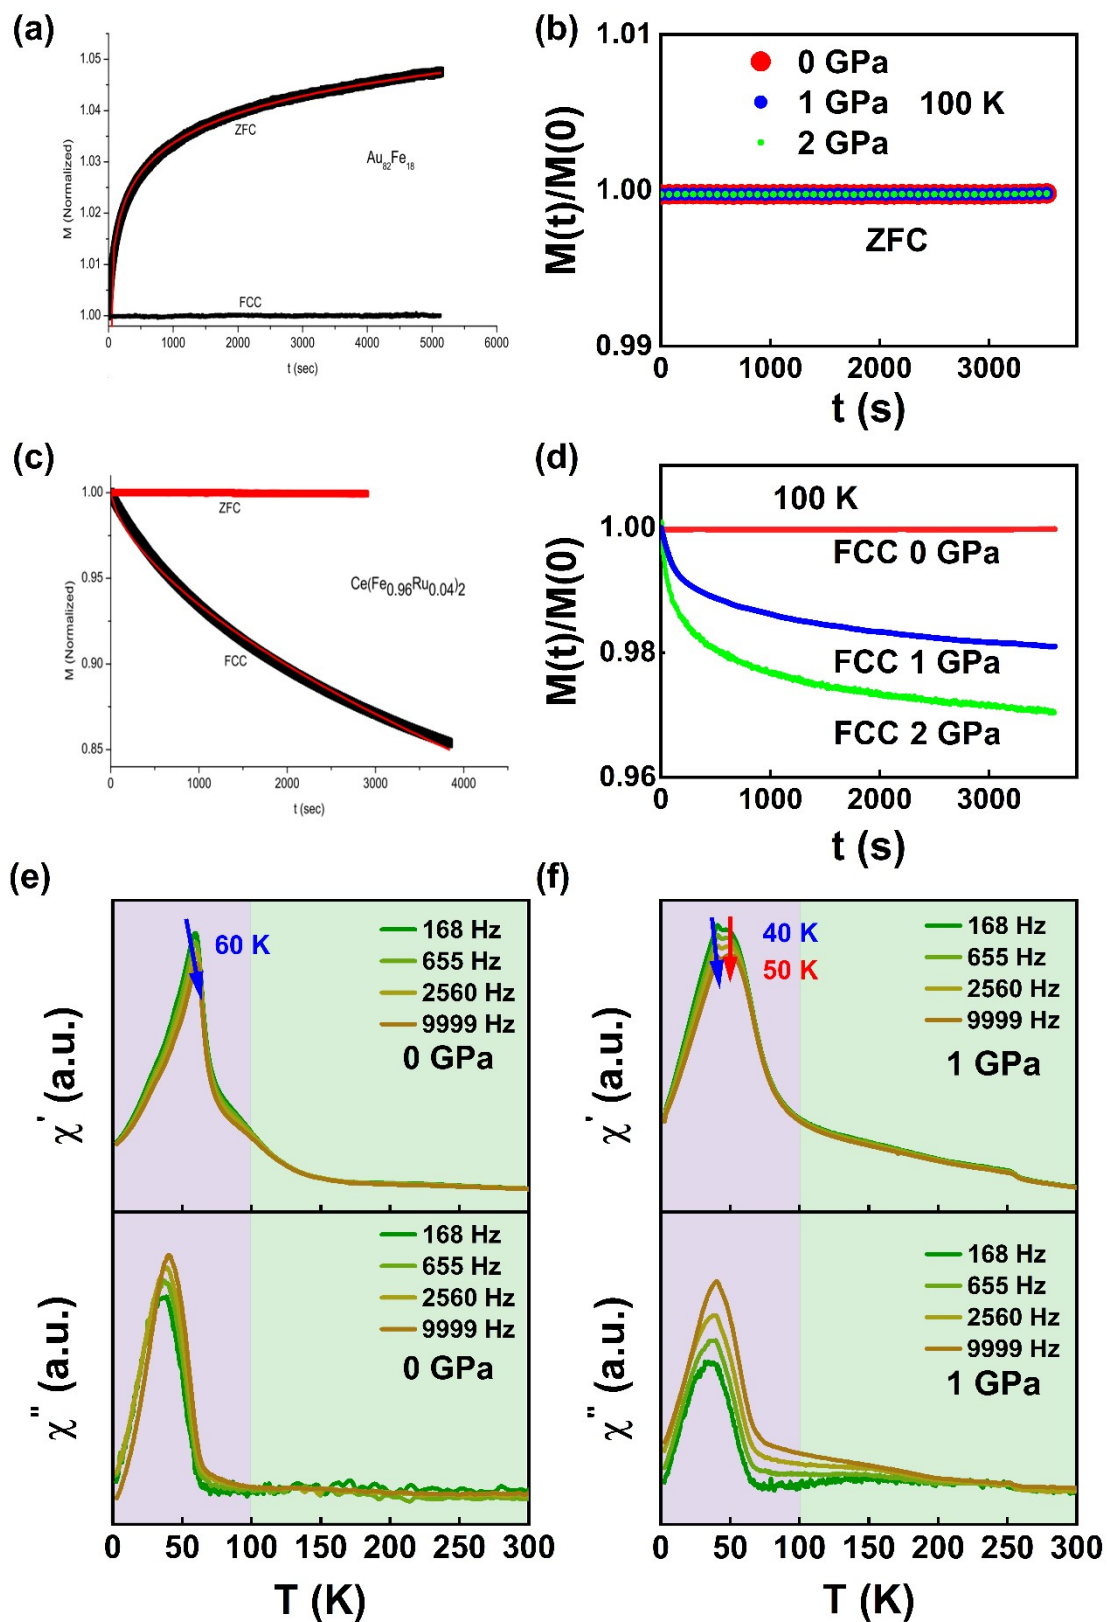 (a)
1.05
1.04
1.03
1.02
1.01
1.00
M (Normalized)
ZFC
Au82Fe18
FCC
0 1000 2000 3000 4000 5000 6000
t (sec)
(b)
1.01
1.00
0.99
M(t)/M(0)
0 GPa
1 GPa
2 GPa
100 K
ZFC
0 1000 2000 3000
t (s)
(c)
1.00
0.95
0.90
0.85
M (Normalized)
ZFC
Ce(Fe0.96Ru0.04)2
FCC
0 1000 2000 3000 4000
t (sec)
(d)
1.00
0.98
0.96
M(t)/M(0)
100 K
FCC 0 GPa
FCC 1 GPa
FCC 2 GPa
0 1000 2000 3000
t (s)
(e)
χ' (a.u.)
60 K
168 Hz
655 Hz
2560 Hz
9999 Hz
0 GPa
χ'' (a.u.)
168 Hz
655 Hz
2560 Hz
9999 Hz
0 GPa
0 50 100 150 200 250 300
T (K)
(f)
χ' (a.u.)
40 K
50 K
168 Hz
655 Hz
2560 Hz
9999 Hz
1 GPa
χ'' (a.u.)
168 Hz
655 Hz
2560 Hz
9999 Hz
1 GPa
0 50 100 150 200 250 300
T (K)